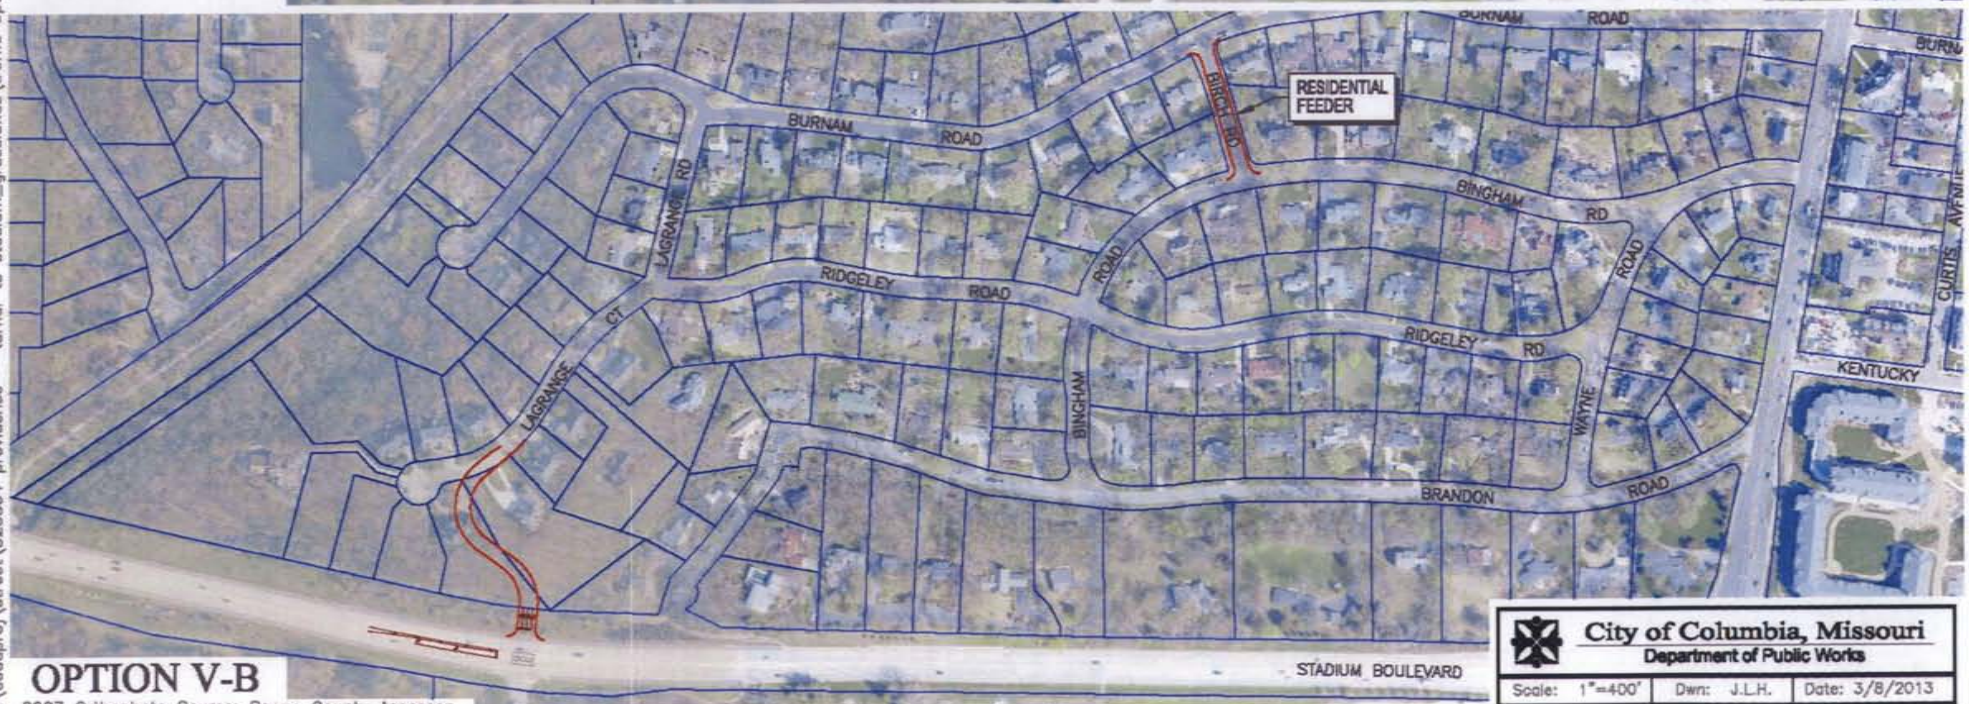 BURNAM ROAD
BURN
RESIDENTIAL
FEEDER
BIRCH RD
BURNAM ROAD
LAGRANGE RD
BINGHAM RD
ROAD
ROAD
CURTIS AVENUE
RIDGELEY ROAD
CT
LAGRANGE
RIDGELEY RD
KENTUCKY
BINGHAM
WAYNE
BRANDON ROAD
STADIUM BOULEVARD
OPTION V-B
City of Columbia, Missouri
Department of Public Works
Scale: 1"=400' Dwn: J.L.H. Date: 3/8/2013